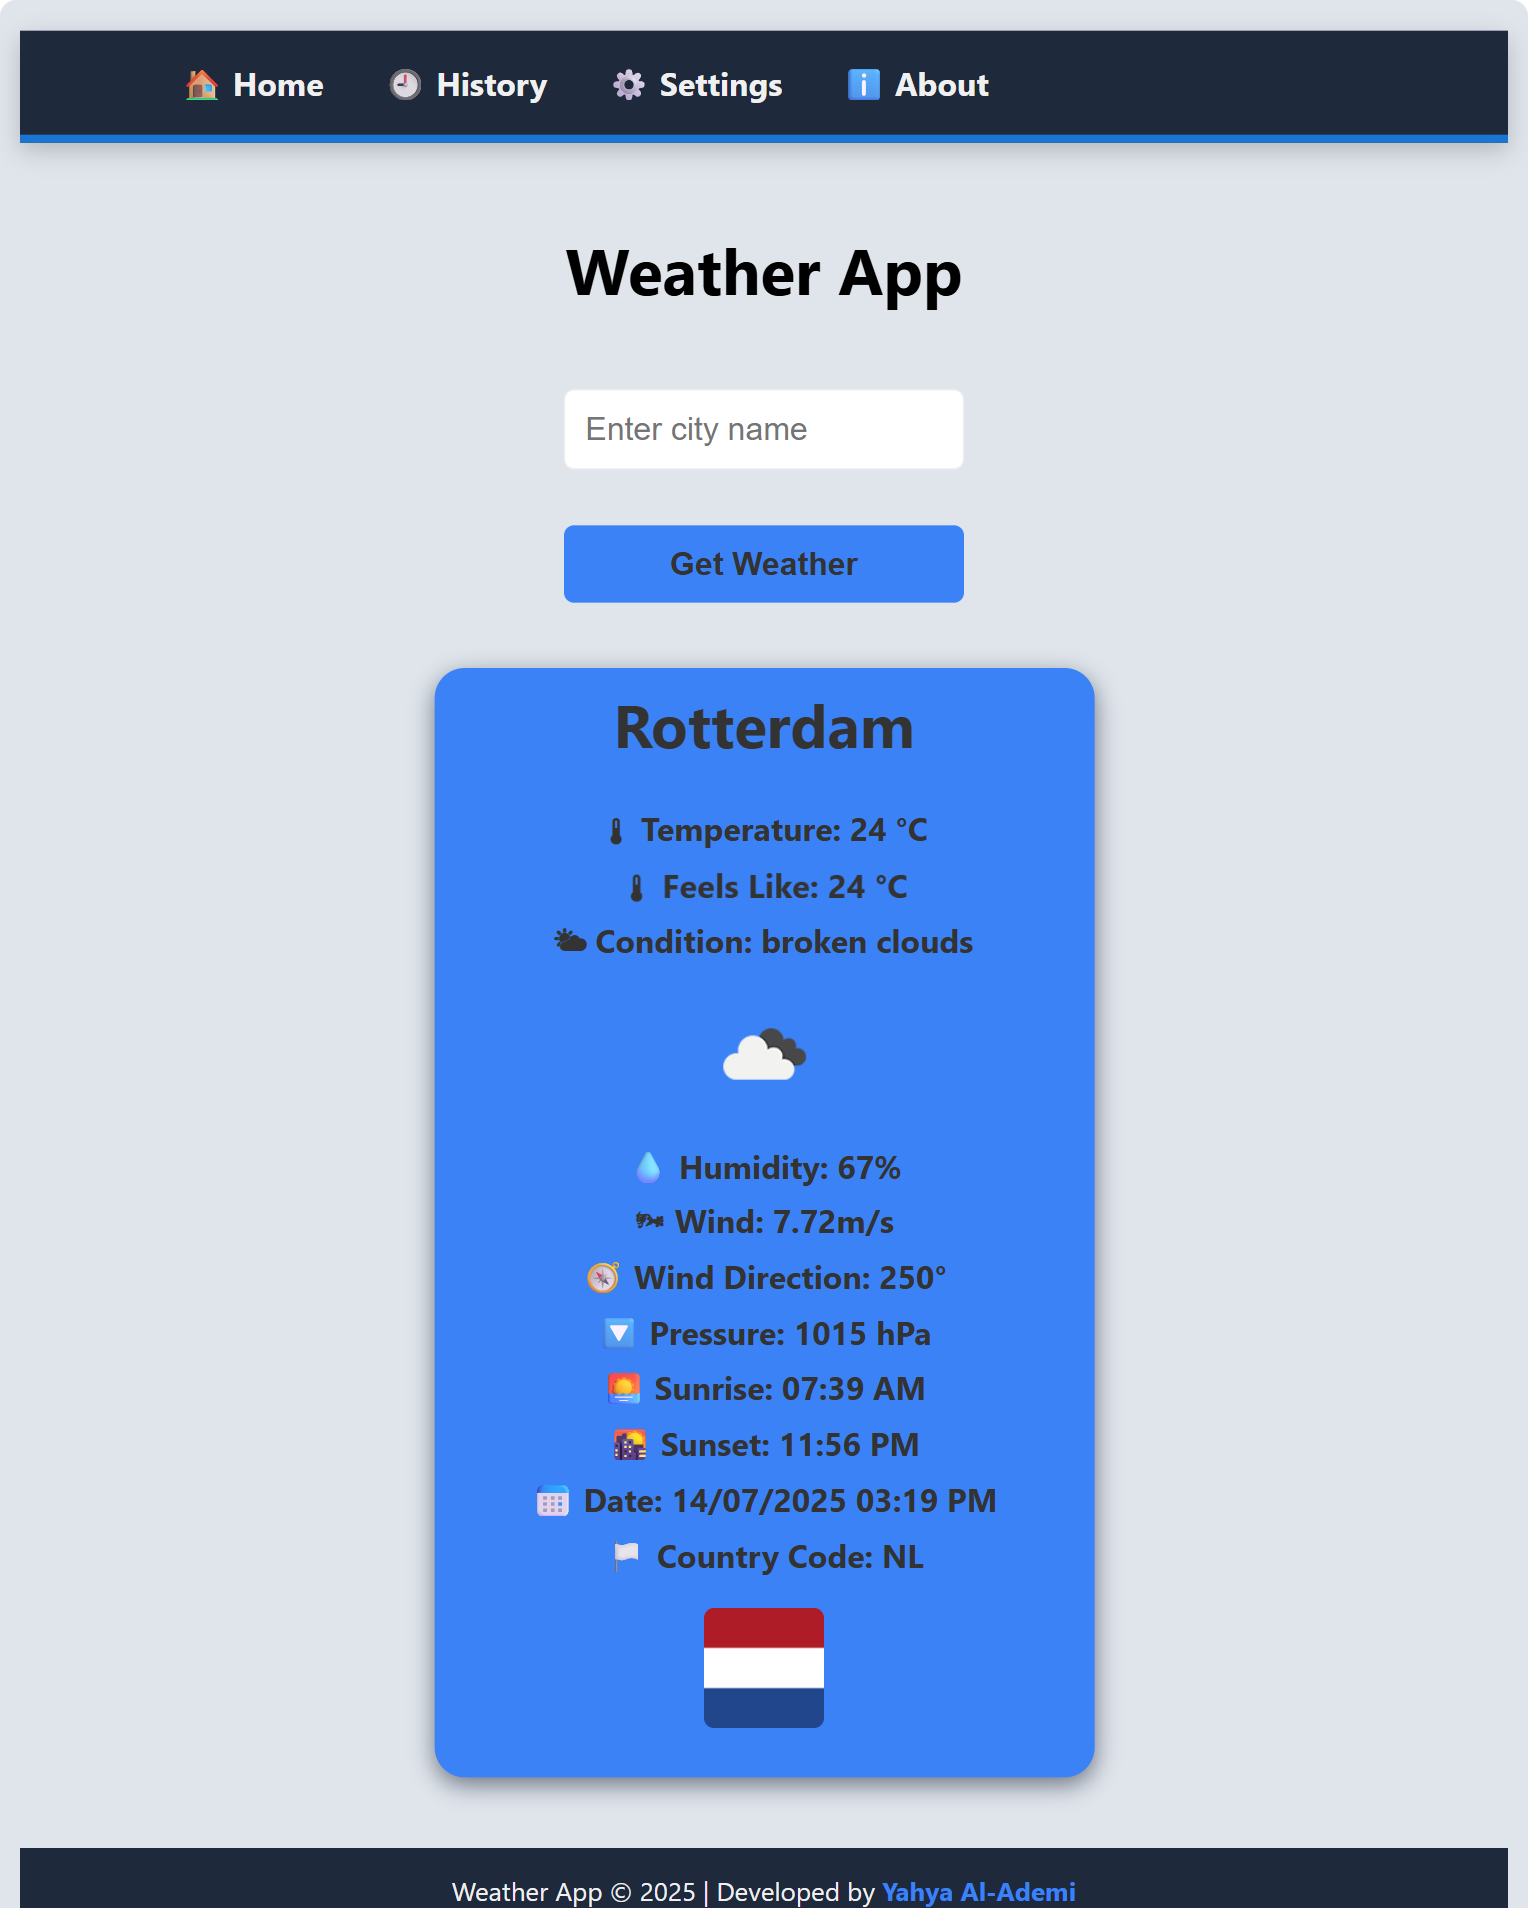 Home History Settings About
Weather App
Enter city name
Get Weather
Rotterdam
Temperature: 24 °C
Feels Like: 24 °C
Condition: broken clouds
Humidity: 67%
Wind: 7.72m/s
Wind Direction: 250°
Pressure: 1015 hPa
Sunrise: 07:39 AM
Sunset: 11:56 PM
Date: 14/07/2025 03:19 PM
Country Code: NL
Weather App © 2025 | Developed by Yahya Al-Ademi